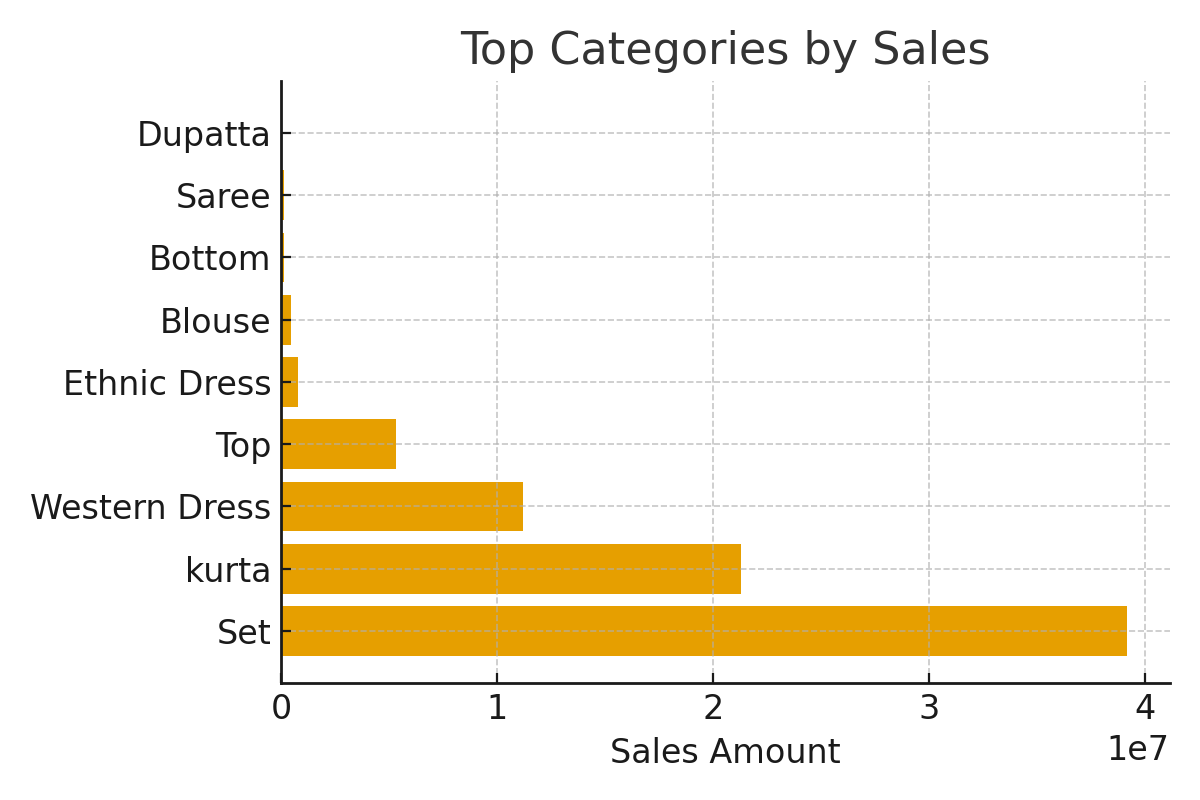 Top Categories by Sales
Dupatta
Saree
Bottom
Blouse
Ethnic Dress
Top
Western Dress
kurta
Set
0 1 2 3 4
1e7
Sales Amount